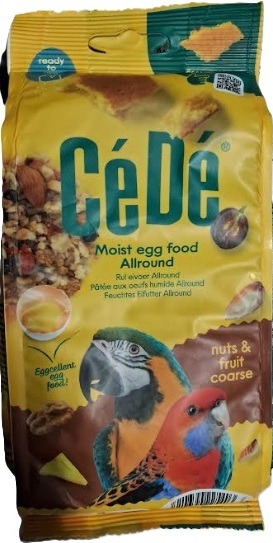 ready to
CéDé®
Moist egg food
Allround
Rul eivoer Allround
Pâtée aux oeufs humide Allround
Feuchtes Eifutter Allround
Eggcellent
egg
food!
nuts &
fruit
coarse